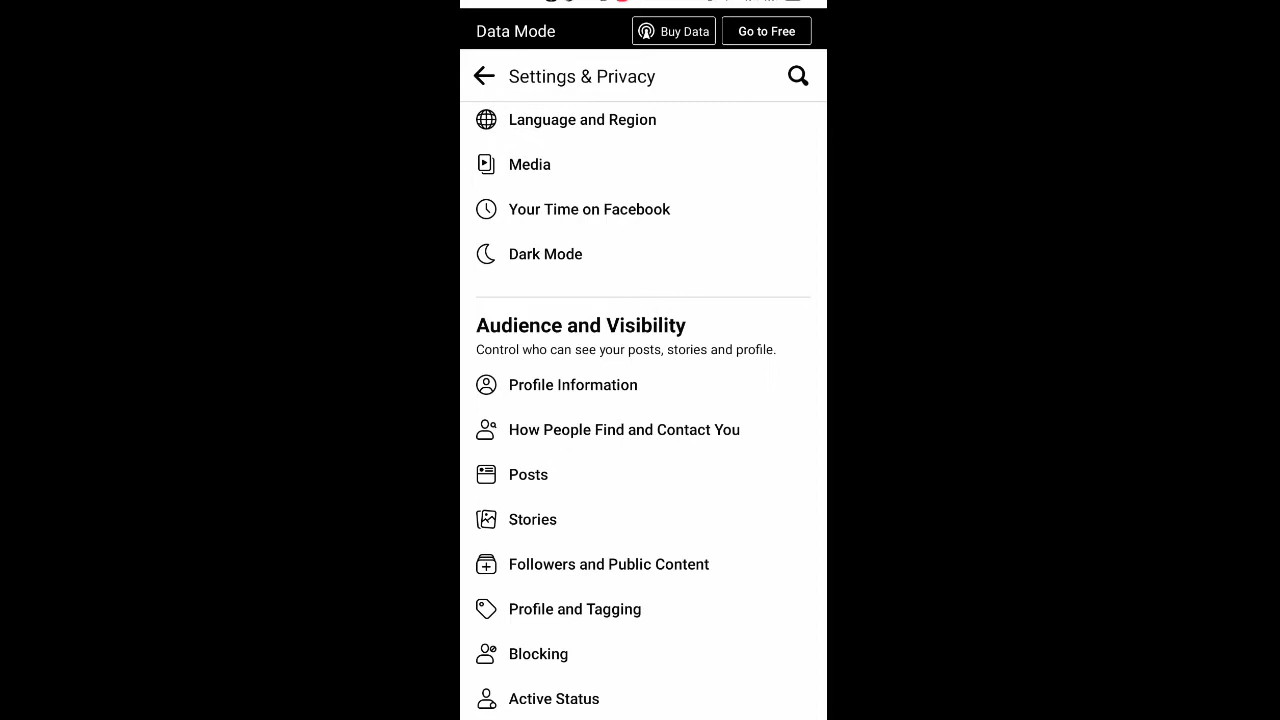 Data Mode
Buy Data
Go to Free
Settings & Privacy
Language and Region
Media
Your Time on Facebook
Dark Mode
Audience and Visibility
Control who can see your posts, stories and profile.
Profile Information
How People Find and Contact You
Posts
Stories
Followers and Public Content
Profile and Tagging
Blocking
Active Status